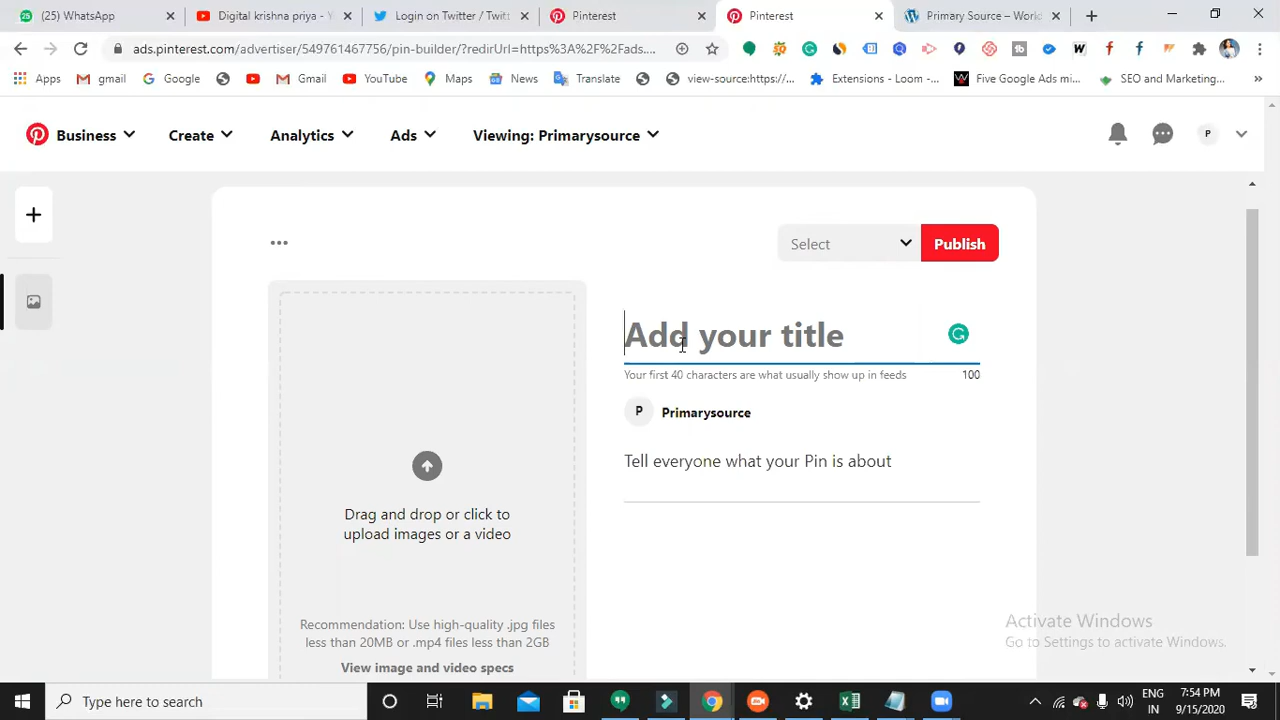 (25) WhatsApp
Digital krishna priya - Y
Login on Twitter / Twitt
Pinterest
Pinterest
Primary Source – Work
ads.pinterest.com/advertiser/549761467756/pin-builder/?redirUrl=https%3A%2F%2Fads....
Apps
gmail
Google
Gmail
YouTube
Maps
News
Translate
view-source:https://...
Extensions - Loom –...
Five Google Ads mi...
SEO and Marketing...
Business
Create
Analytics
Ads
Viewing: Primarysource
P
Select
Publish
Add your title
Your first 40 characters are what usually show up in feeds
100
P
Primarysource
Tell everyone what your Pin is about
Drag and drop or click to
upload images or a video
Recommendation: Use high-quality .jpg files
less than 20MB or .mp4 files less than 2GB
View image and video specs
Activate Windows
Go to Settings to activate Windows.
Type here to search
ENG
IN
7:54 PM
9/15/2020